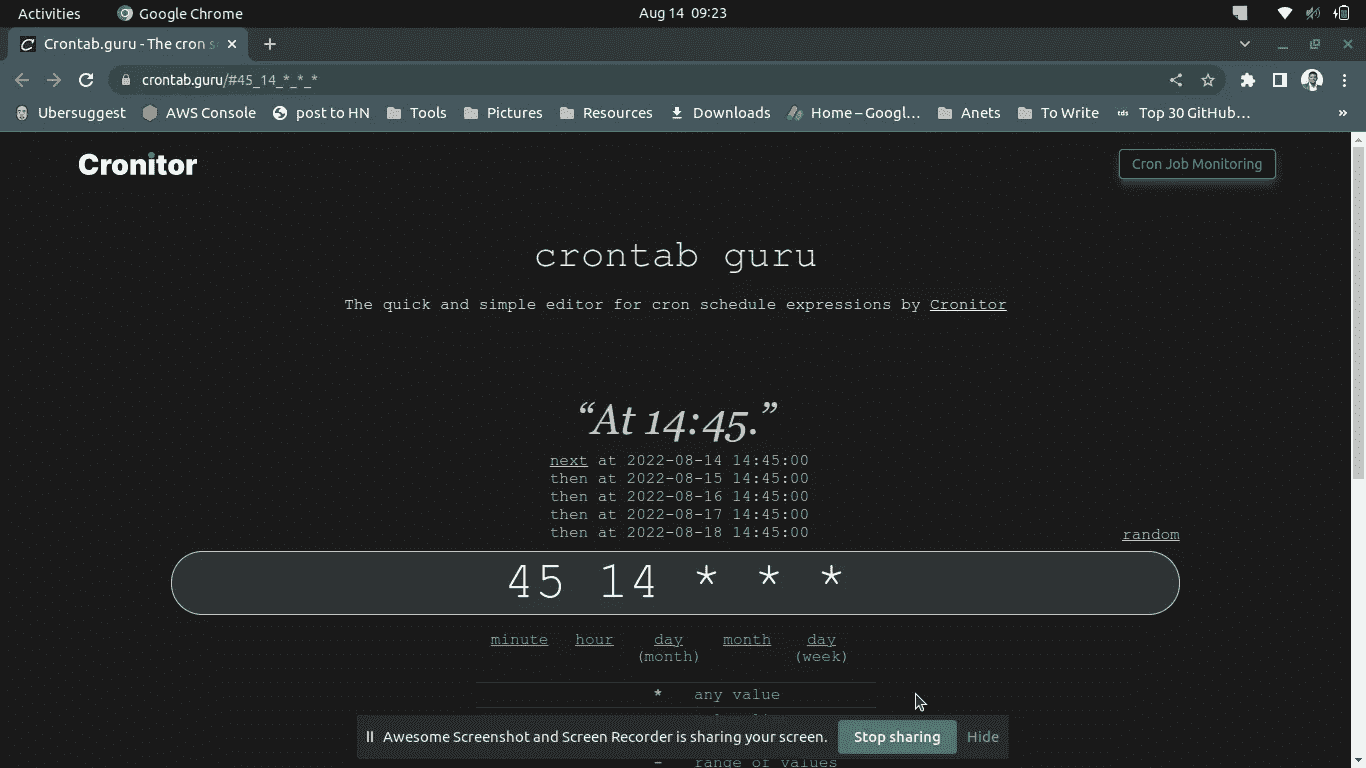 Activities Google Chrome Aug 14 09:23
Crontab.guru - The cron s
crontab.guru/#45_14_*_*_*
Ubersuggest AWS Console post to HN Tools Pictures Resources Downloads Home – Googl… Anets To Write tds Top 30 GitHub… »
Cronitor Cron Job Monitoring
crontab guru
The quick and simple editor for cron schedule expressions by Cronitor
“At 14:45.”
next at 2022-08-14 14:45:00
then at 2022-08-15 14:45:00
then at 2022-08-16 14:45:00
then at 2022-08-17 14:45:00
then at 2022-08-18 14:45:00
random
45 14 * * *
minute hour day month day
(month) (week)
* any value
Awesome Screenshot and Screen Recorder is sharing your screen. Stop sharing Hide
- range of values